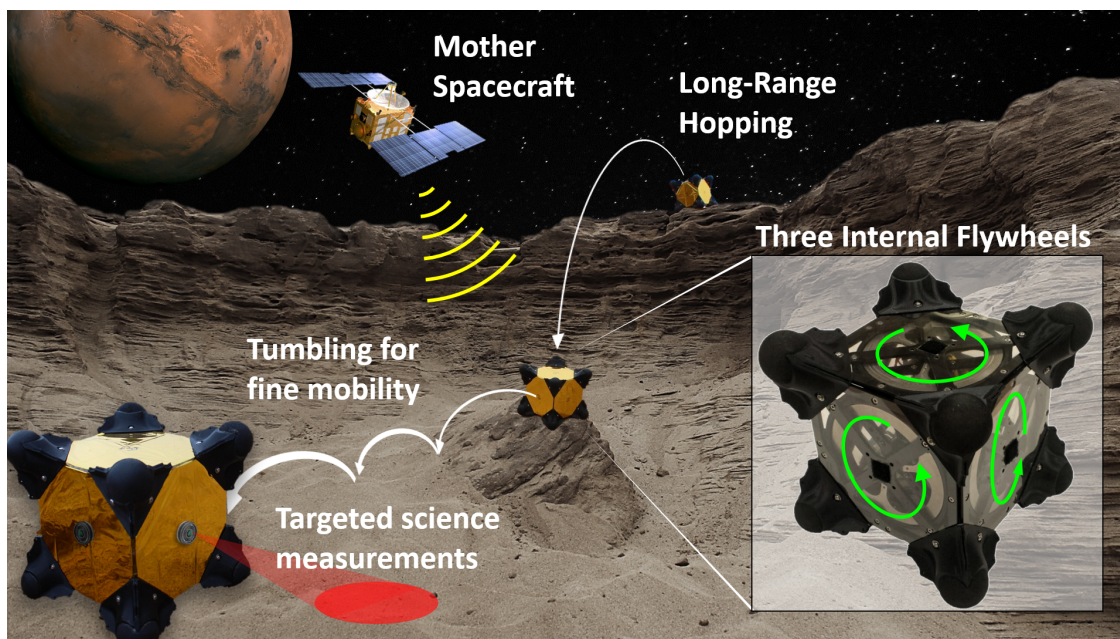 Mother
Spacecraft
Long-Range
Hopping
Three Internal Flywheels
Tumbling for
fine mobility
Targeted science
measurements